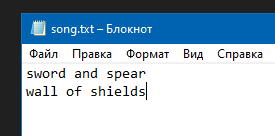 song.txt – Блокнот
Файл Правка Формат Вид Справка
sword and spear
wall of shields